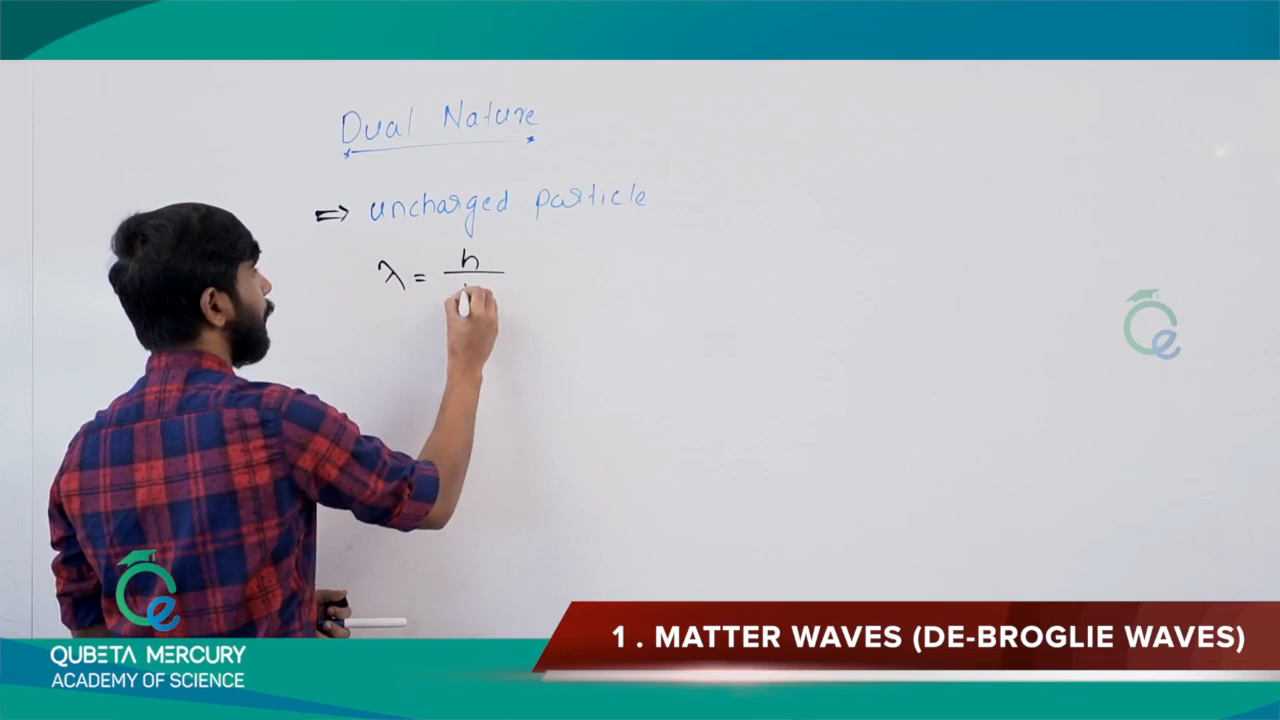 Dual Nature
⇒ uncharged particle
λ = h
1. MATTER WAVES (DE-BROGLIE WAVES)
QUBETA MERCURY
ACADEMY OF SCIENCE